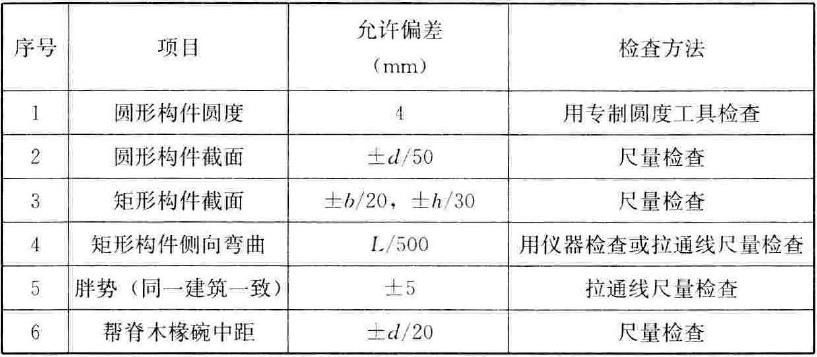 序号 项目 允许偏差 检查方法
(mm)
1 圆形构件圆度 4 用专制圆度工具检查
2 圆形构件截面 ±d/50 尺量检查
3 矩形构件截面 ±b/20，±h/30 尺量检查
4 矩形构件侧向弯曲 L/500 用仪器检查或拉通线尺量检查
5 胖势（同一建筑一致） ±5 拉通线尺量检查
6 帮脊木椽碗中距 ±d/20 尺量检查